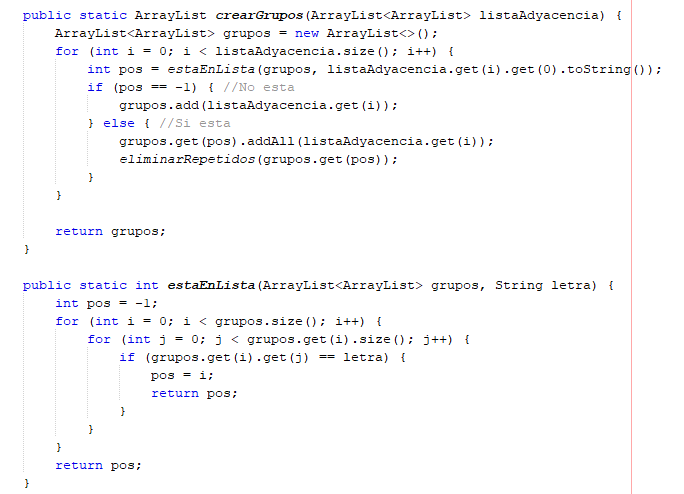 public static ArrayList crearGrupos(ArrayList<ArrayList> listaAdyacencia) {
    ArrayList<ArrayList> grupos = new ArrayList<>();
    for (int i = 0; i < listaAdyacencia.size(); i++) {
        int pos = estaEnLista(grupos, listaAdyacencia.get(i).get(0).toString());
        if (pos == -1) { //No esta
            grupos.add(listaAdyacencia.get(i));
        } else { //Si esta
            grupos.get(pos).addAll(listaAdyacencia.get(i));
            eliminarRepetidos(grupos.get(pos));
        }
    }

    return grupos;
}

public static int estaEnLista(ArrayList<ArrayList> grupos, String letra) {
    int pos = -1;
    for (int i = 0; i < grupos.size(); i++) {
        for (int j = 0; j < grupos.get(i).size(); j++) {
            if (grupos.get(i).get(j) == letra) {
                pos = i;
                return pos;
            }
        }
    }
    return pos;
}